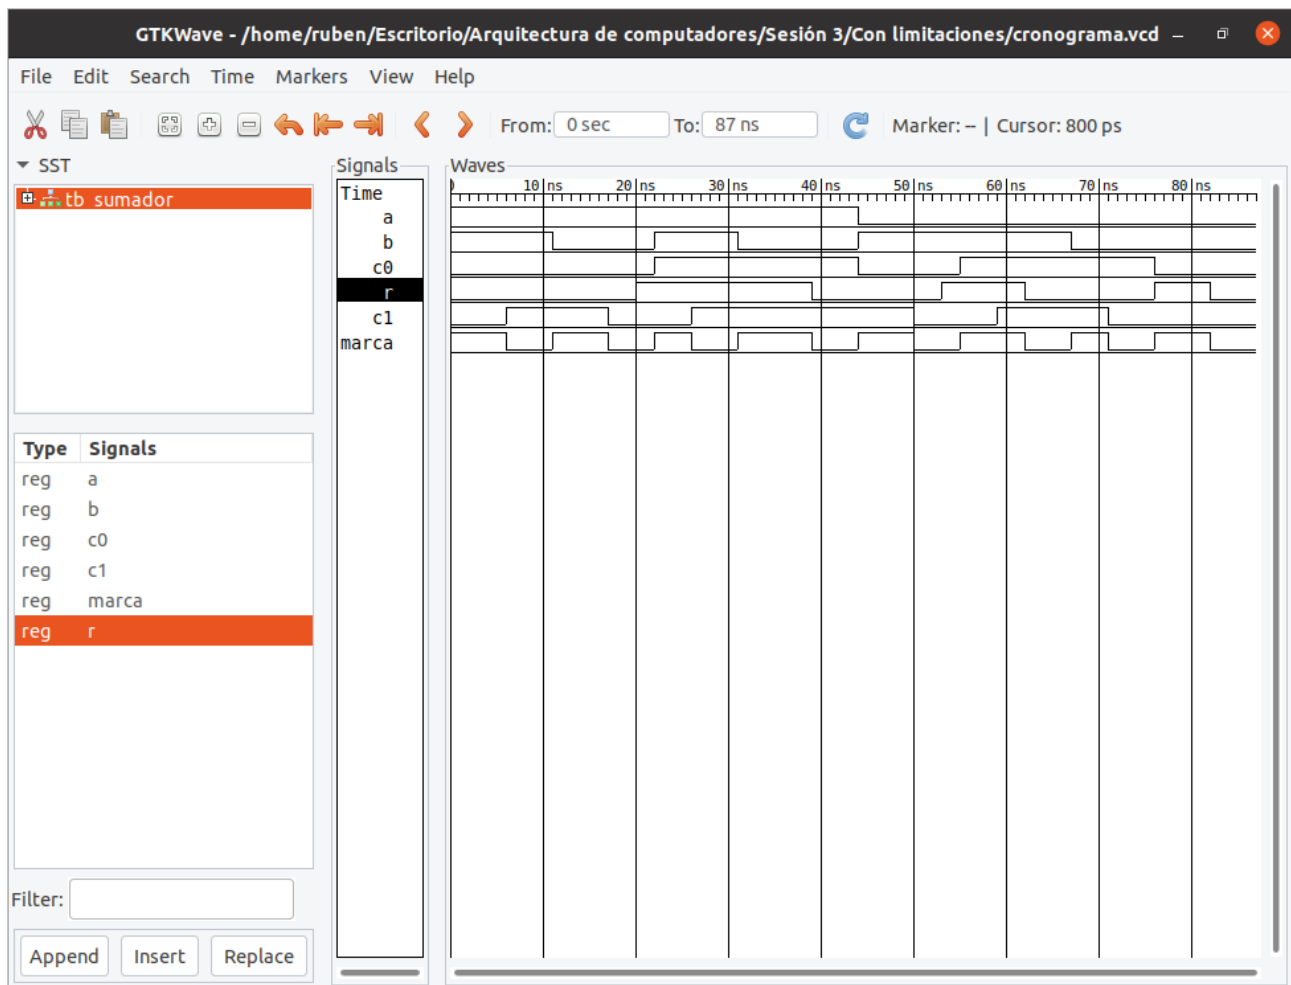 GTKWave - /home/ruben/Escritorio/Arquitectura de computadores/Sesión 3/Con limitaciones/cronograma.vcd
File Edit Search Time Markers View Help
From: 0 sec To: 87 ns Marker: -- | Cursor: 800 ps
SST
tb sumador
Type Signals
reg a
reg b
reg c0
reg c1
reg marca
reg r
Filter:
Append Insert Replace
Signals
Time
a
b
c0
r
c1
marca
Waves
10 ns 20 ns 30 ns 40 ns 50 ns 60 ns 70 ns 80 ns